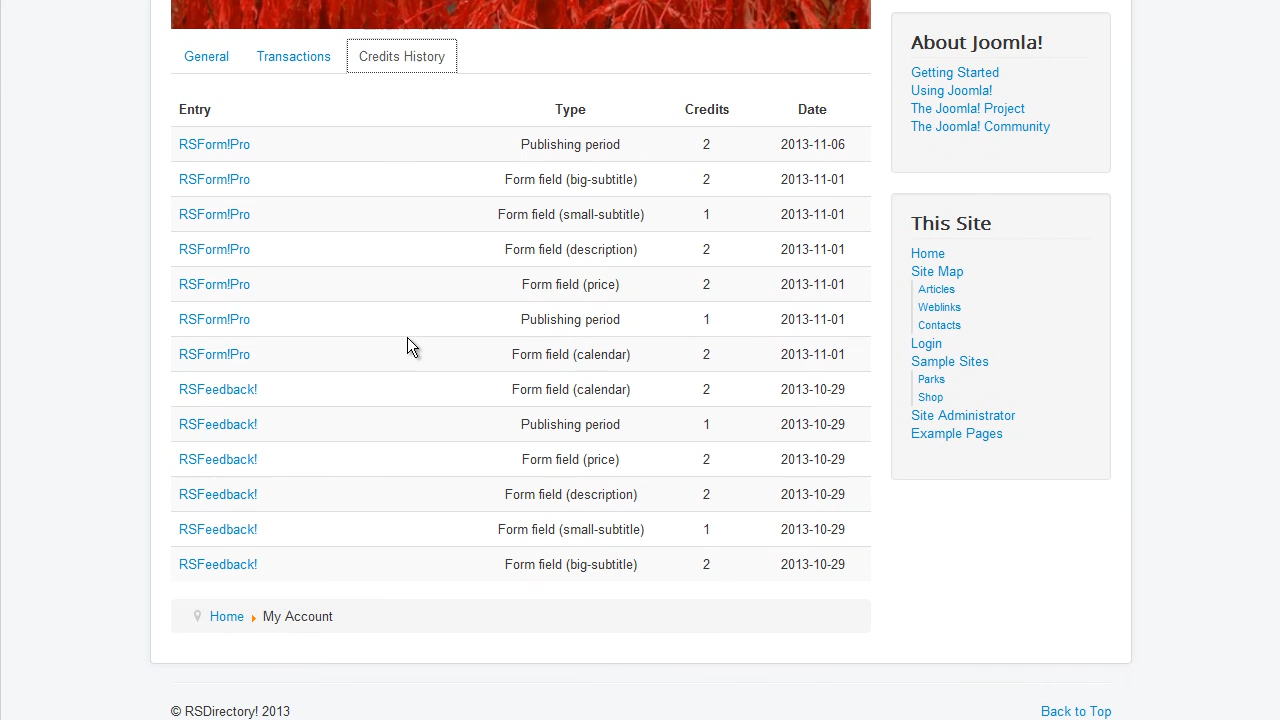 General Transactions Credits History
Entry Type Credits Date
RSForm!Pro Publishing period 2 2013-11-06
RSForm!Pro Form field (big-subtitle) 2 2013-11-01
RSForm!Pro Form field (small-subtitle) 1 2013-11-01
RSForm!Pro Form field (description) 2 2013-11-01
RSForm!Pro Form field (price) 2 2013-11-01
RSForm!Pro Publishing period 1 2013-11-01
RSForm!Pro Form field (calendar) 2 2013-11-01
RSFeedback! Form field (calendar) 2 2013-10-29
RSFeedback! Publishing period 1 2013-10-29
RSFeedback! Form field (price) 2 2013-10-29
RSFeedback! Form field (description) 2 2013-10-29
RSFeedback! Form field (small-subtitle) 1 2013-10-29
RSFeedback! Form field (big-subtitle) 2 2013-10-29
Home My Account
About Joomla!
Getting Started
Using Joomla!
The Joomla! Project
The Joomla! Community
This Site
Home
Site Map
Articles
Weblinks
Contacts
Login
Sample Sites
Parks
Shop
Site Administrator
Example Pages
© RSDirectory! 2013
Back to Top